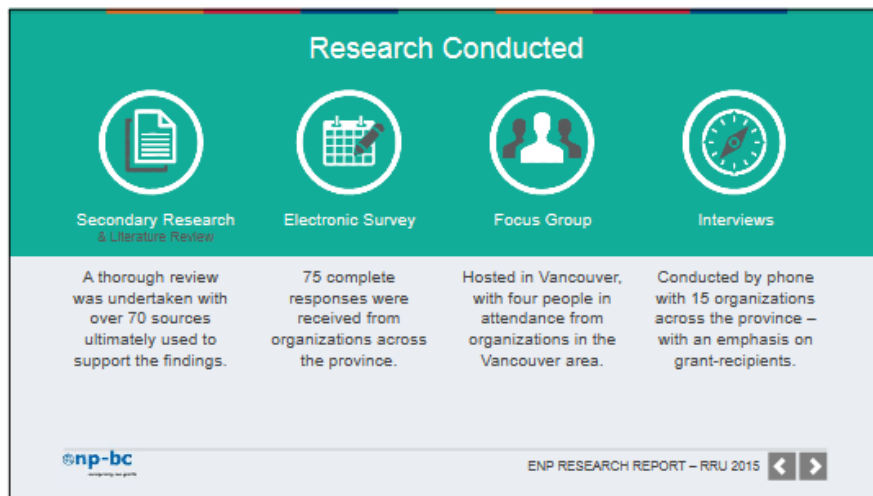 Research Conducted
Secondary Research
& Literature Review
Electronic Survey
Focus Group
Interviews
A thorough review
was undertaken with
over 70 sources
ultimately used to
support the findings.
75 complete
responses were
received from
organizations across
the province.
Hosted in Vancouver,
with four people in
attendance from
organizations in the
Vancouver area.
Conducted by phone
with 15 organizations
across the province –
with an emphasis on
grant-recipients.
enp-bc
ENP RESEARCH REPORT – RRU 2015